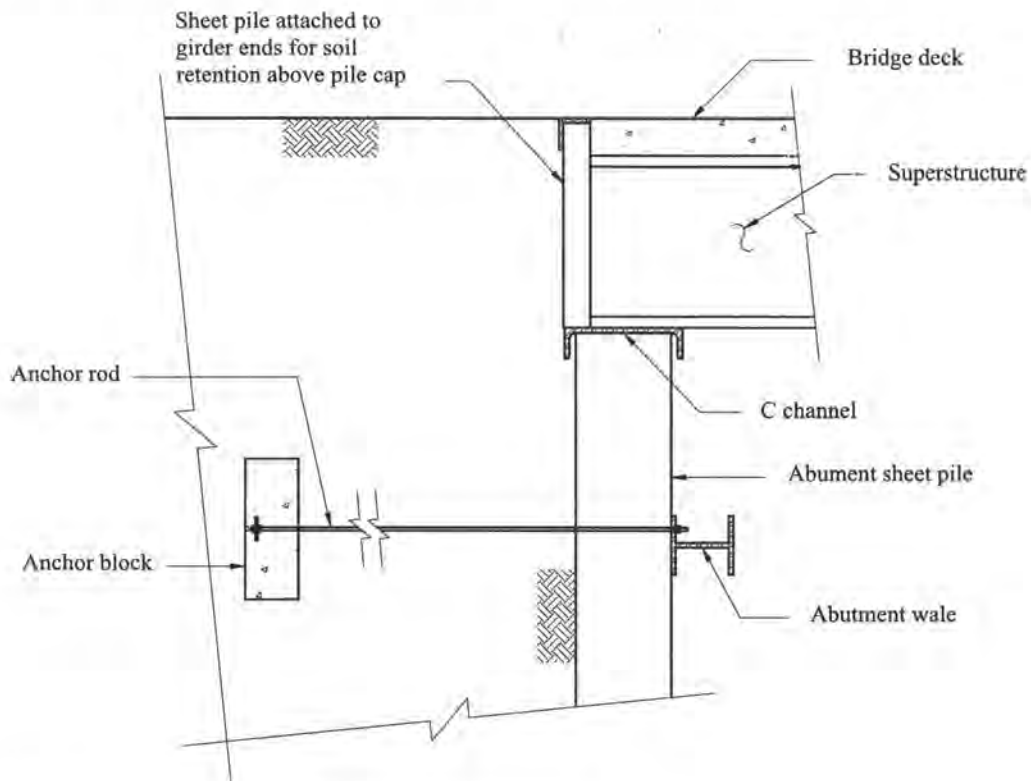 Sheet pile attached to
girder ends for soil
retention above pile cap
Bridge deck
Superstructure
Anchor rod
C channel
Abument sheet pile
Anchor block
Abutment wale